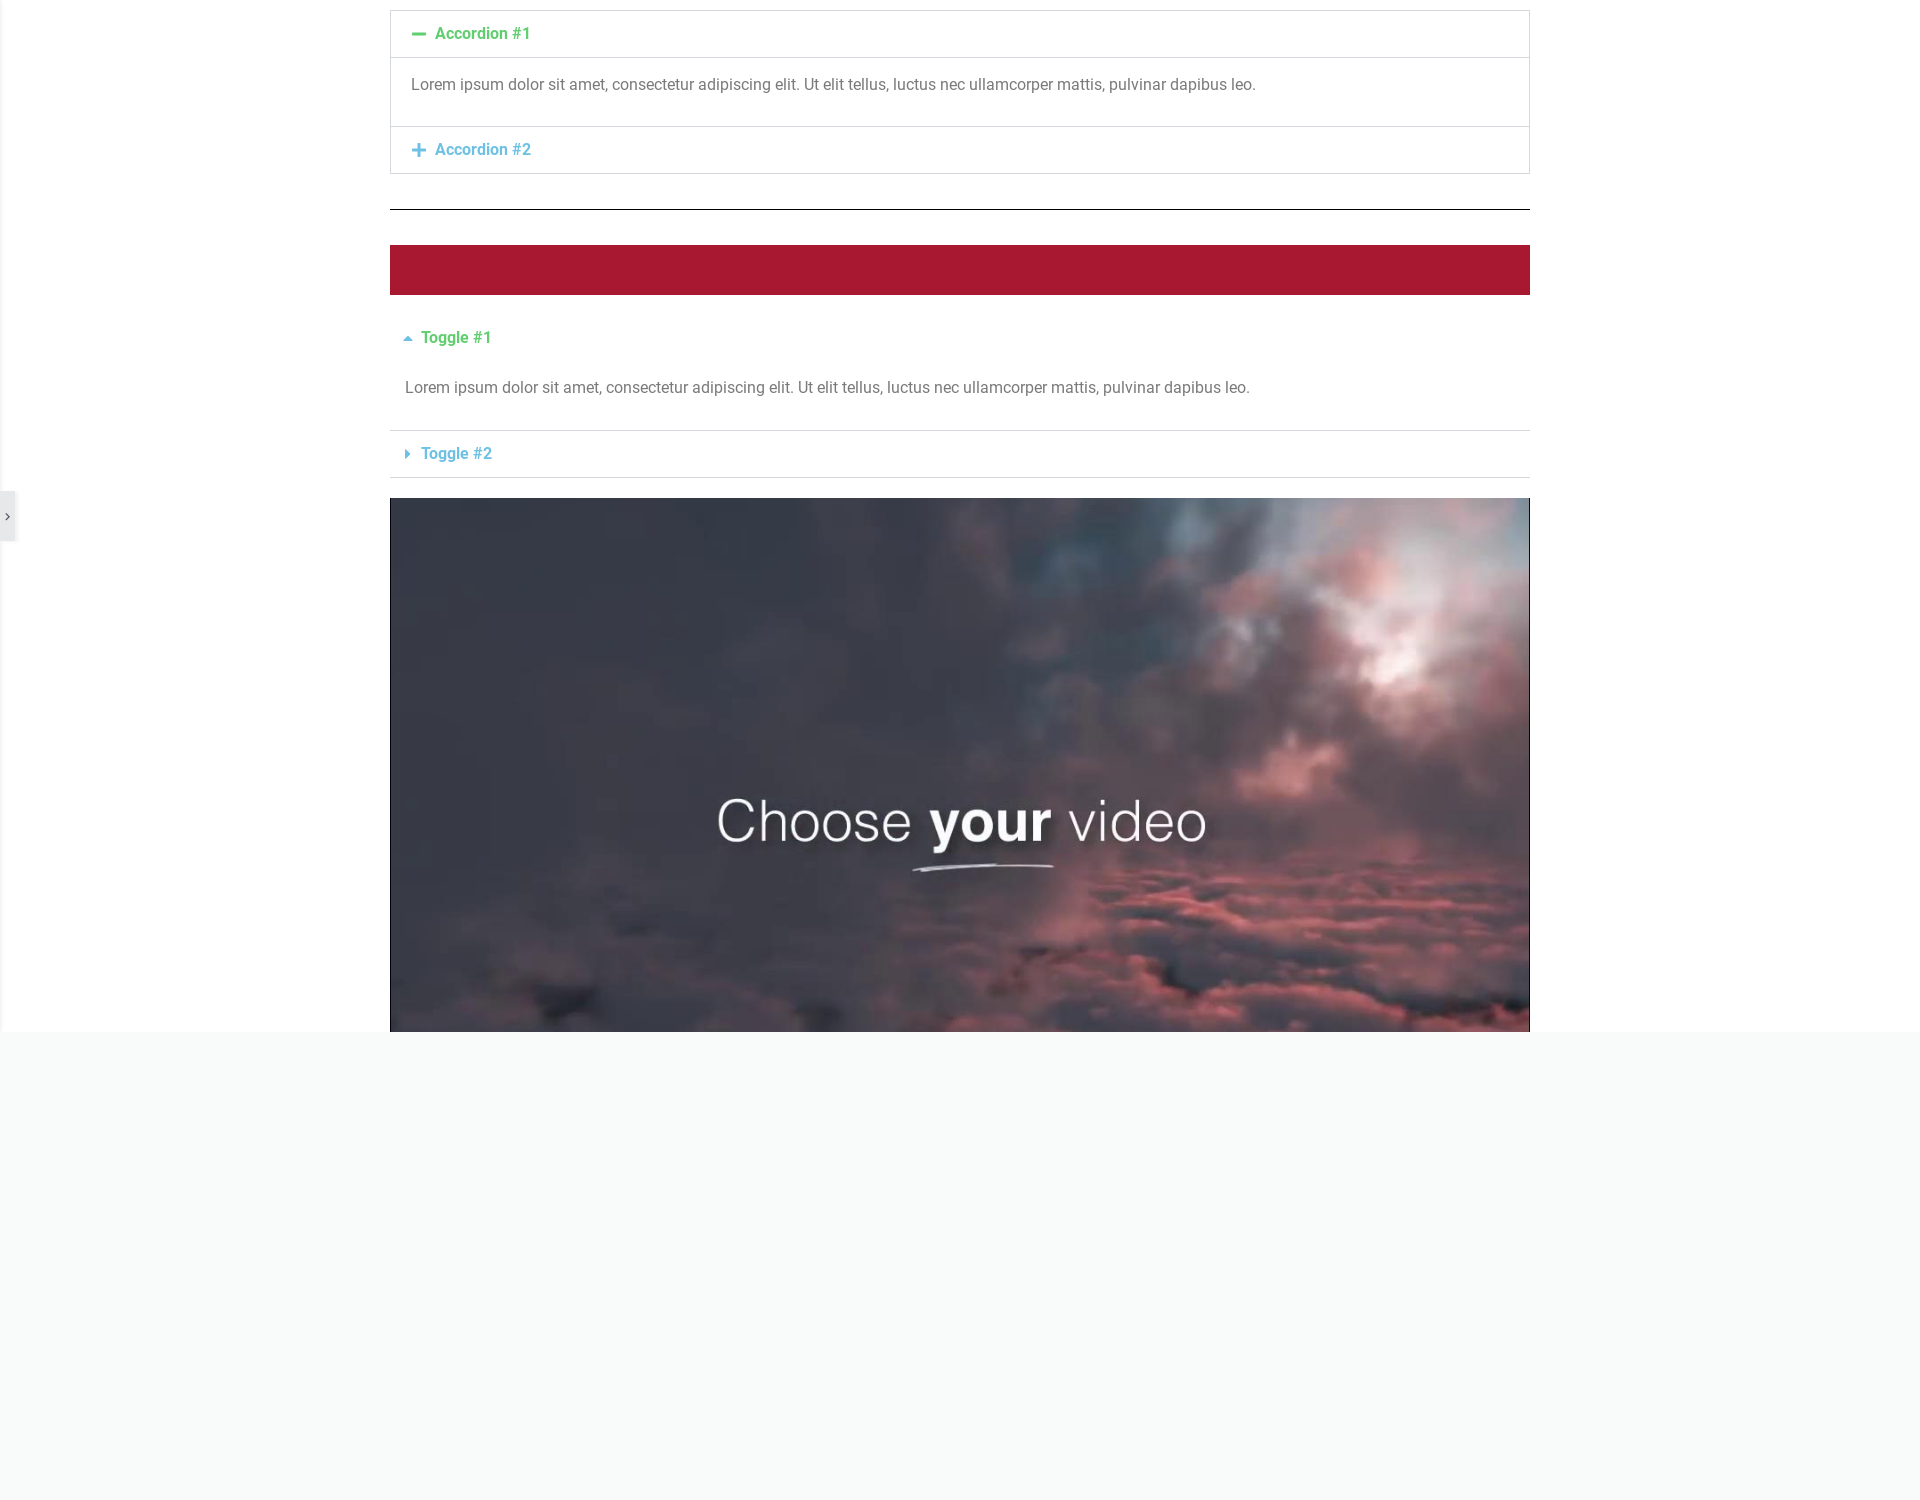 Accordion #1
Lorem ipsum dolor sit amet, consectetur adipiscing elit. Ut elit tellus, luctus nec ullamcorper mattis, pulvinar dapibus leo.
Accordion #2
Toggle #1
Lorem ipsum dolor sit amet, consectetur adipiscing elit. Ut elit tellus, luctus nec ullamcorper mattis, pulvinar dapibus leo.
Toggle #2
Choose your video